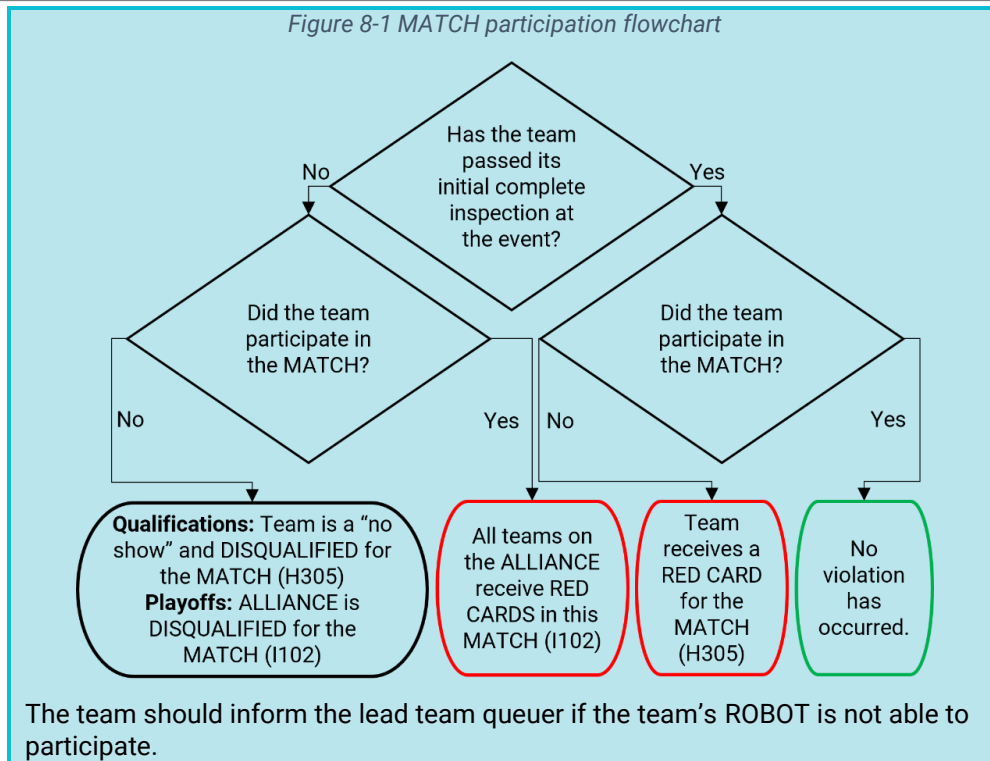 Figure 8-1 MATCH participation flowchart
Has the team
passed its
initial complete
inspection at
the event?
No
Yes
Did the team
participate in
the MATCH?
Did the team
participate in
the MATCH?
No
Yes
No
Yes
Qualifications: Team is a “no
show” and DISQUALIFIED for
the MATCH (H305)
Playoffs: ALLIANCE is
DISQUALIFIED for the
MATCH (I102)
All teams on
the ALLIANCE
receive RED
CARDS in this
MATCH (I102)
Team
receives a
RED CARD
for the
MATCH
(H305)
No
violation
has
occurred.
The team should inform the lead team queuer if the team’s ROBOT is not able to
participate.